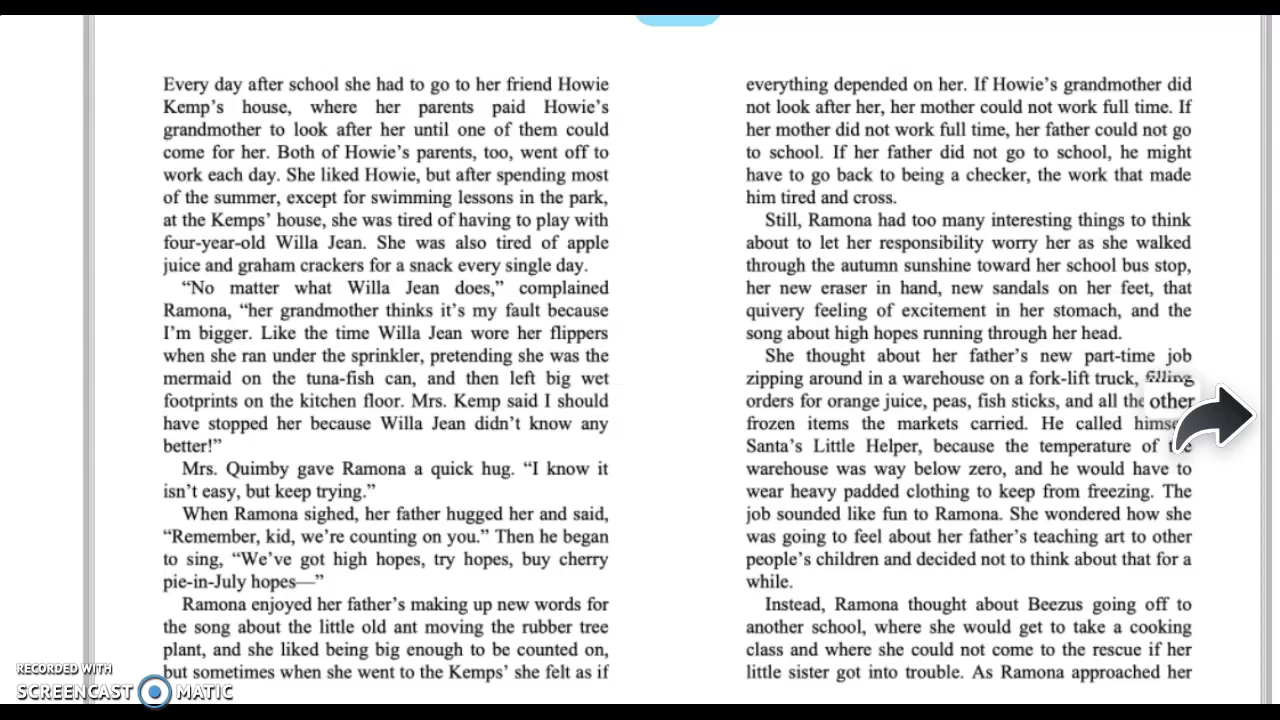 Every day after school she had to go to her friend Howie
Kemp’s house, where her parents paid Howie’s
grandmother to look after her until one of them could
come for her. Both of Howie’s parents, too, went off to
work each day. She liked Howie, but after spending most
of the summer, except for swimming lessons in the park,
at the Kemps’ house, she was tired of having to play with
four-year-old Willa Jean. She was also tired of apple
juice and graham crackers for a snack every single day.
“No matter what Willa Jean does,” complained
Ramona, “her grandmother thinks it’s my fault because
I’m bigger. Like the time Willa Jean wore her flippers
when she ran under the sprinkler, pretending she was the
mermaid on the tuna-fish can, and then left big wet
footprints on the kitchen floor. Mrs. Kemp said I should
have stopped her because Willa Jean didn’t know any
better!”
Mrs. Quimby gave Ramona a quick hug. “I know it
isn’t easy, but keep trying.”
When Ramona sighed, her father hugged her and said,
“Remember, kid, we’re counting on you.” Then he began
to sing, “We’ve got high hopes, try hopes, buy cherry
pie-in-July hopes—”
Ramona enjoyed her father’s making up new words for
the song about the little old ant moving the rubber tree
plant, and she liked being big enough to be counted on,
but sometimes when she went to the Kemps’ she felt as if
everything depended on her. If Howie’s grandmother did
not look after her, her mother could not work full time. If
her mother did not work full time, her father could not go
to school. If her father did not go to school, he might
have to go back to being a checker, the work that made
him tired and cross.
Still, Ramona had too many interesting things to think
about to let her responsibility worry her as she walked
through the autumn sunshine toward her school bus stop,
her new eraser in hand, new sandals on her feet, that
quivery feeling of excitement in her stomach, and the
song about high hopes running through her head.
She thought about her father’s new part-time job
zipping around in a warehouse on a fork-lift truck, filling
orders for orange juice, peas, fish sticks, and all the other
frozen items the markets carried. He called himse
Santa’s Little Helper, because the temperature of the
warehouse was way below zero, and he would have to
wear heavy padded clothing to keep from freezing. The
job sounded like fun to Ramona. She wondered how she
was going to feel about her father’s teaching art to other
people’s children and decided not to think about that for a
while.
Instead, Ramona thought about Beezus going off to
another school, where she would get to take a cooking
class and where she could not come to the rescue if her
little sister got into trouble. As Ramona approached her
RECORDED WITH
SCREENCAST MATIC